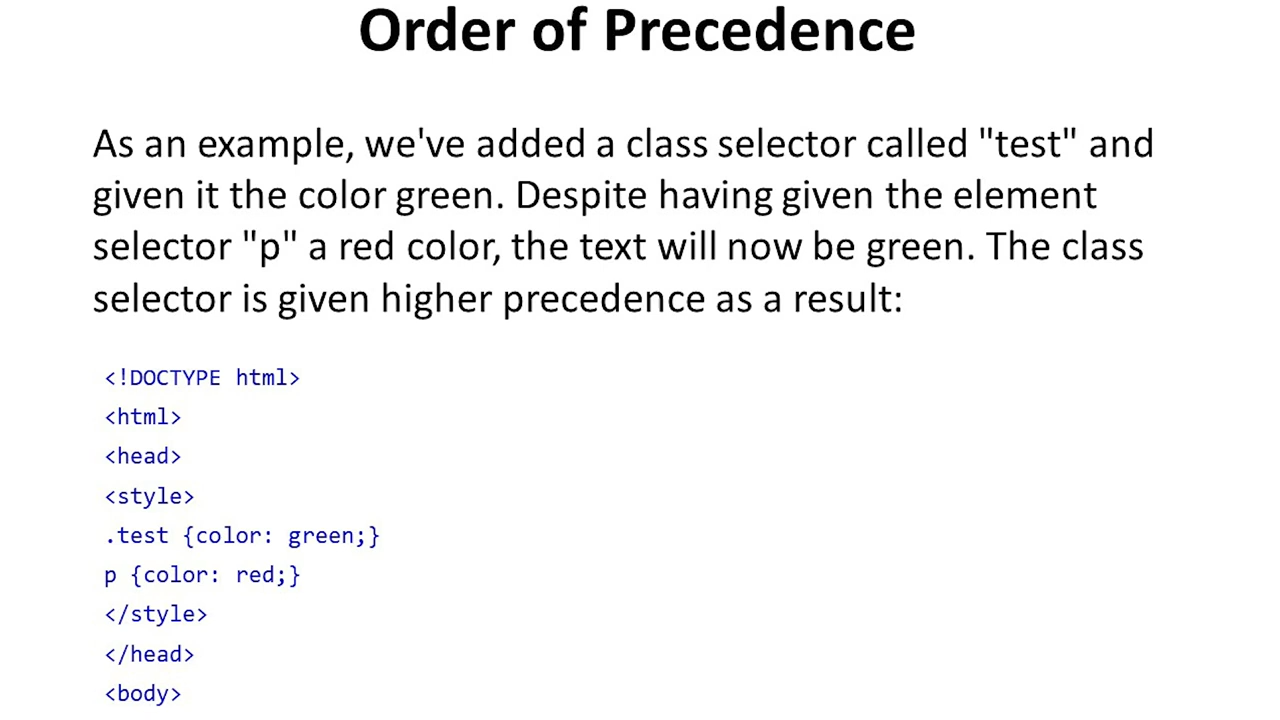 Order of Precedence
As an example, we've added a class selector called "test" and
given it the color green. Despite having given the element
selector "p" a red color, the text will now be green. The class
selector is given higher precedence as a result:
<!DOCTYPE html>
<html>
<head>
<style>
.test {color: green;}
p {color: red;}
</style>
</head>
<body>